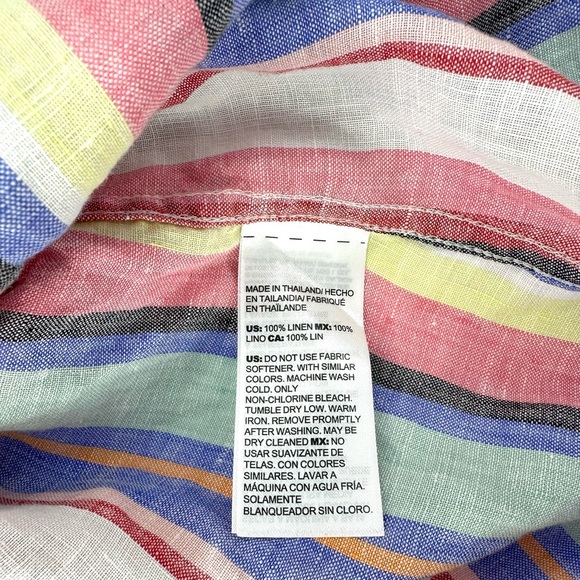 MADE IN THAILAND/ HECHO
EN TAILANDIA/ FABRIQUÉ
EN THAÏLANDE
US: 100% LINEN MX: 100%
LINO CA: 100% LIN
US: DO NOT USE FABRIC
SOFTENER. WITH SIMILAR
COLORS. MACHINE WASH
COLD. ONLY
NON-CHLORINE BLEACH.
TUMBLE DRY LOW. WARM
IRON. REMOVE PROMPTLY
AFTER WASHING. MAY BE
DRY CLEANED MX: NO
USAR SUAVIZANTE DE
TELAS. CON COLORES
SIMILARES. LAVAR A
MÁQUINA CON AGUA FRÍA.
SOLAMENTE
BLANQUEADOR SIN CLORO.